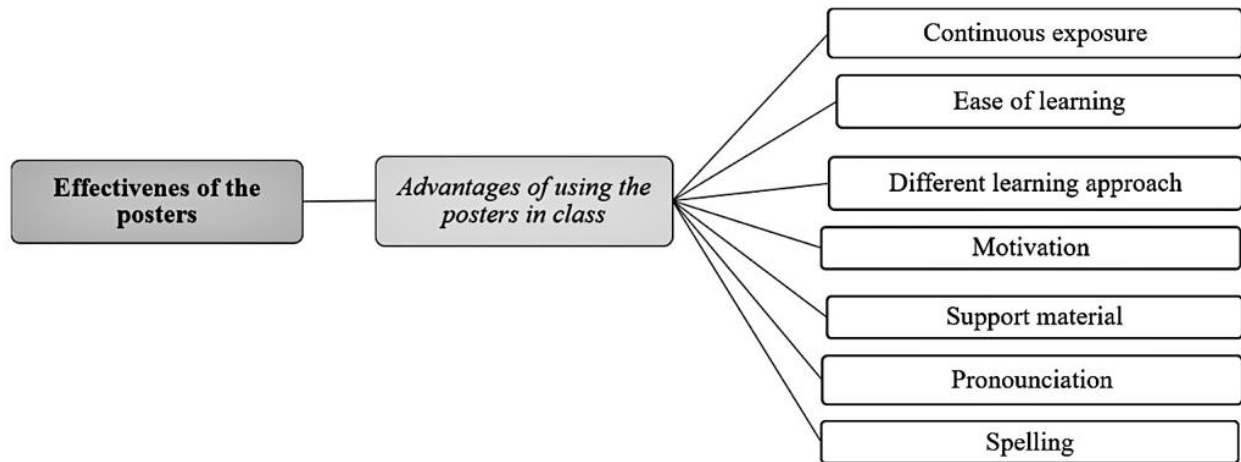 Effectivenes of the
posters
Advantages of using the
posters in class
Continuous exposure
Ease of learning
Different learning approach
Motivation
Support material
Pronounciation
Spelling